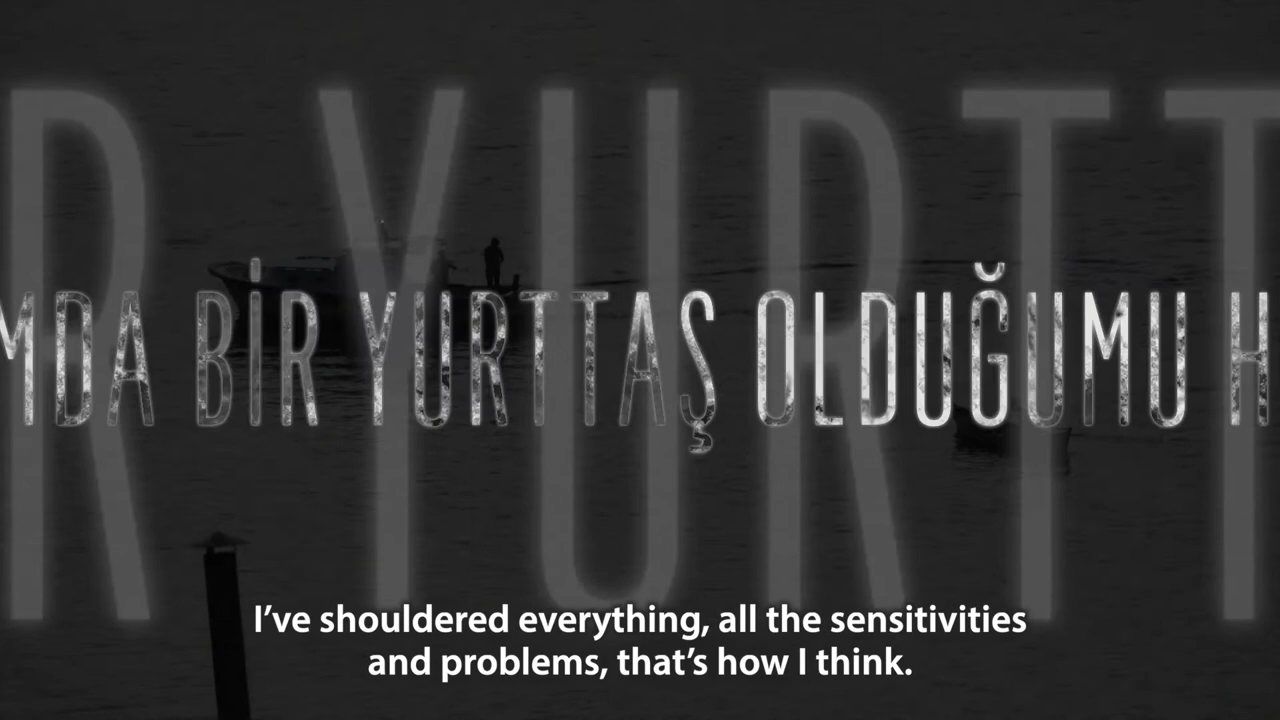 R YURTT
MDA BİR YURTTAŞ OLDUĞUMU H
I've shouldered everything, all the sensitivities
and problems, that's how I think.